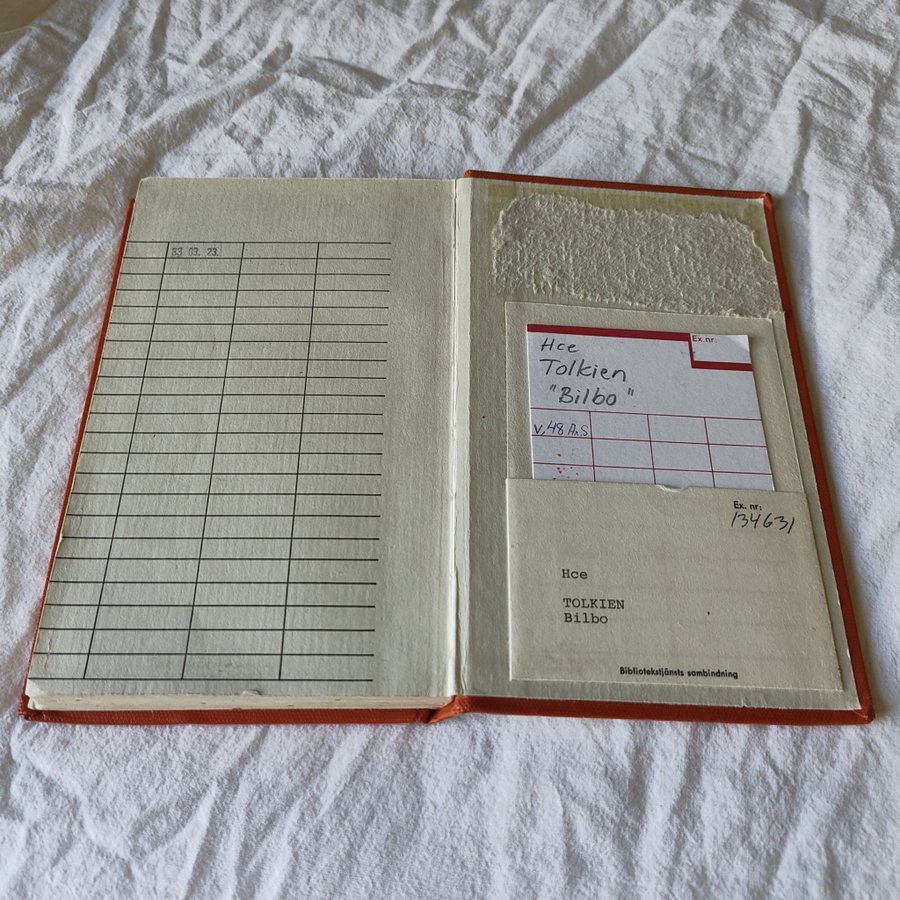 83 03. 23.
Ex. nr:
Hce
Tolkien
"Bilbo"
v.48 A.S
Ex. nr:
134631
Hce
TOLKIEN
Bilbo
Bibliotekstjänsts sambindning